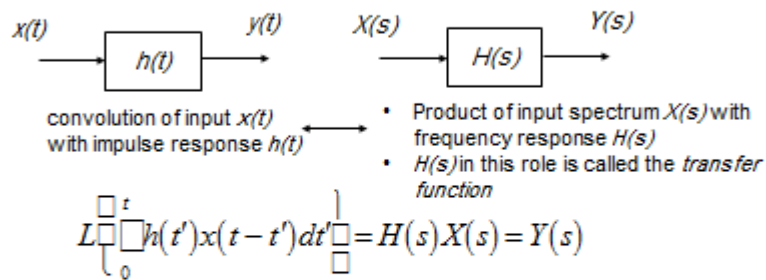 x(t) y(t) X(s) Y(s)
h(t) H(s)
convolution of input x(t)
with impulse response h(t)
• Product of input spectrum X(s) with
frequency response H(s)
• H(s) in this role is called the transfer
function
L{□□h(t′)x(t−t′)dt′}=H(s)X(s)=Y(s)
t
0